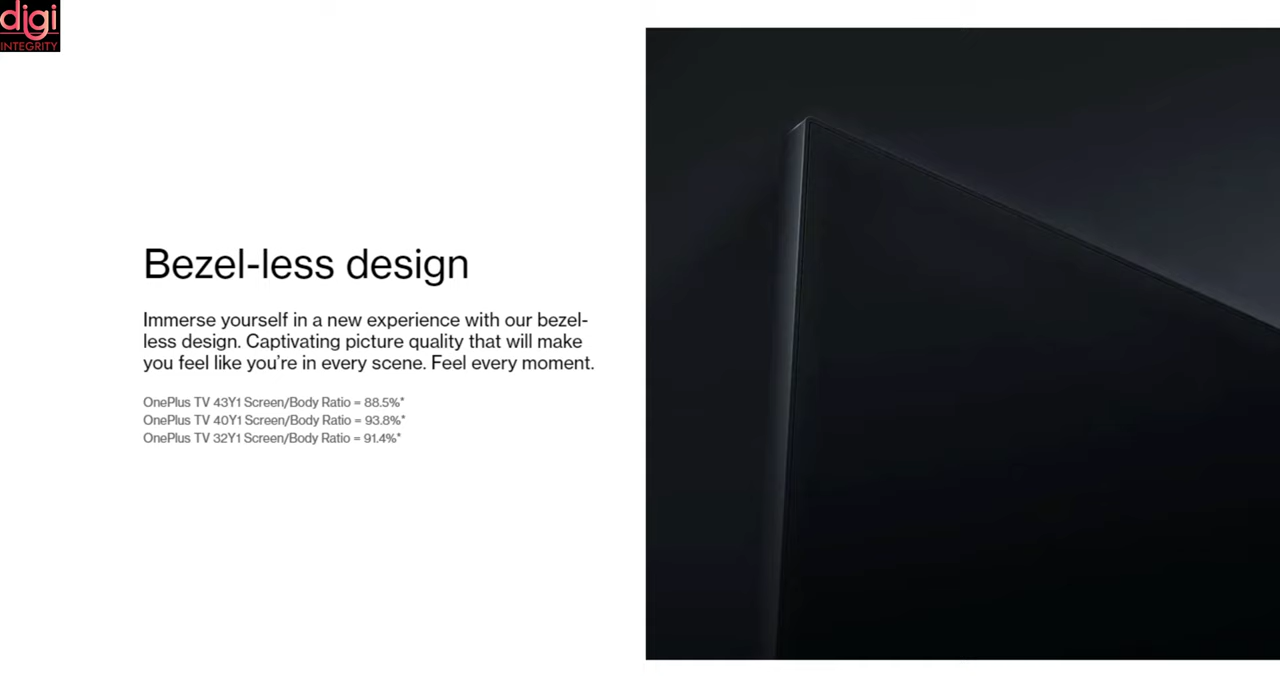 digi
INTEGRITY
Bezel-less design
Immerse yourself in a new experience with our bezel-
less design. Captivating picture quality that will make
you feel like you're in every scene. Feel every moment.
OnePlus TV 43Y1 Screen/Body Ratio = 88.5%*
OnePlus TV 40Y1 Screen/Body Ratio = 93.8%*
OnePlus TV 32Y1 Screen/Body Ratio = 91.4%*